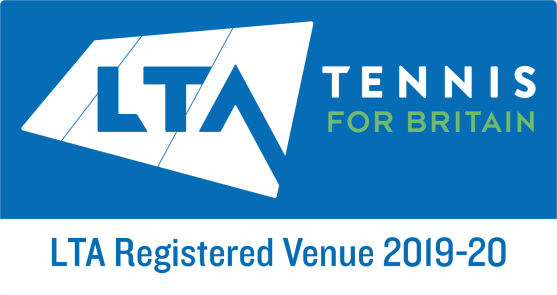 LTA
TENNIS
FOR BRITAIN
LTA Registered Venue 2019-20